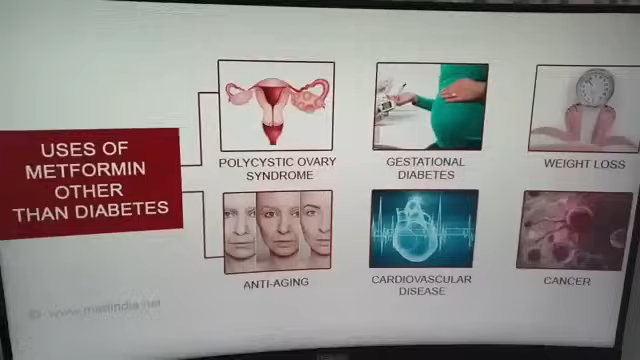 USES OF
METFORMIN
OTHER
THAN DIABETES
POLYCYSTIC OVARY
SYNDROME
GESTATIONAL
DIABETES
WEIGHT LOSS
ANTI-AGING
CARDIOVASCULAR
DISEASE
CANCER